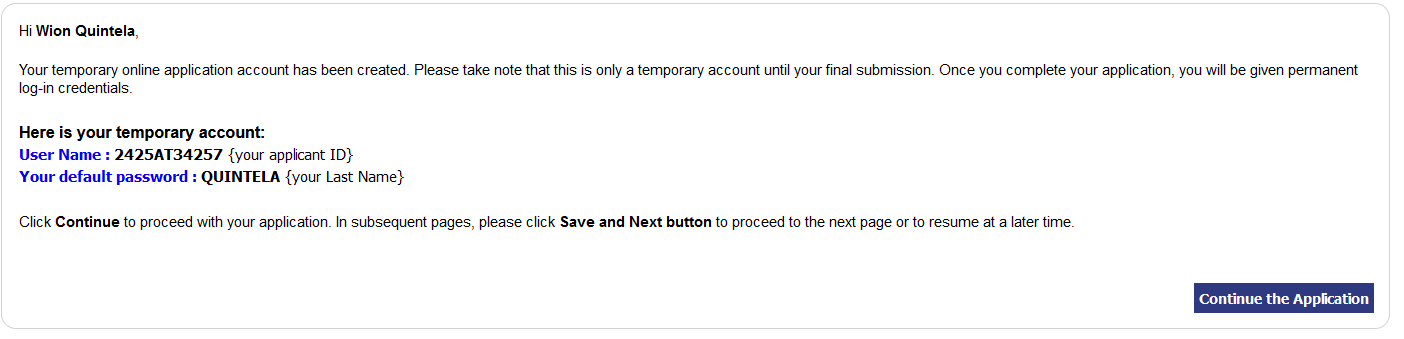 Hi Wion Quintela,
Your temporary online application account has been created. Please take note that this is only a temporary account until your final submission. Once you complete your application, you will be given permanent
log-in credentials.
Here is your temporary account:
User Name : 2425AT34257 {your applicant ID}
Your default password : QUINTELA {your Last Name}
Click Continue to proceed with your application. In subsequent pages, please click Save and Next button to proceed to the next page or to resume at a later time.
Continue the Application